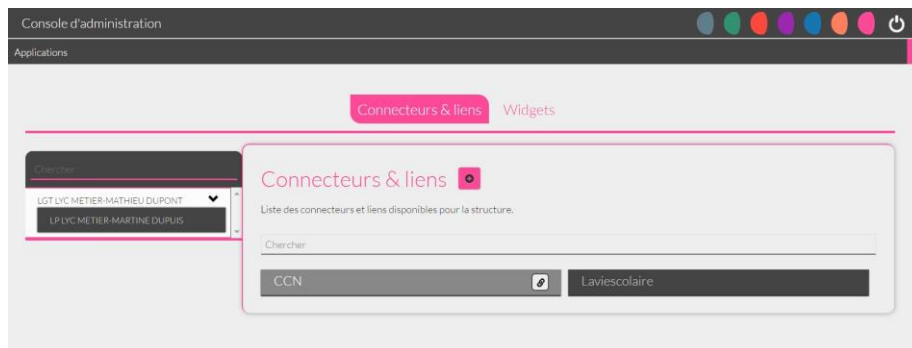 Console d'administration
Applications
Connecteurs & liens Widgets
Chercher
LGT LYC METIER-MATHIEU DUPONT
LP LYC METIER-MARTINE DUPUIS
Connecteurs & liens
Liste des connecteurs et liens disponibles pour la structure.
Chercher
CCN Laviescolaire